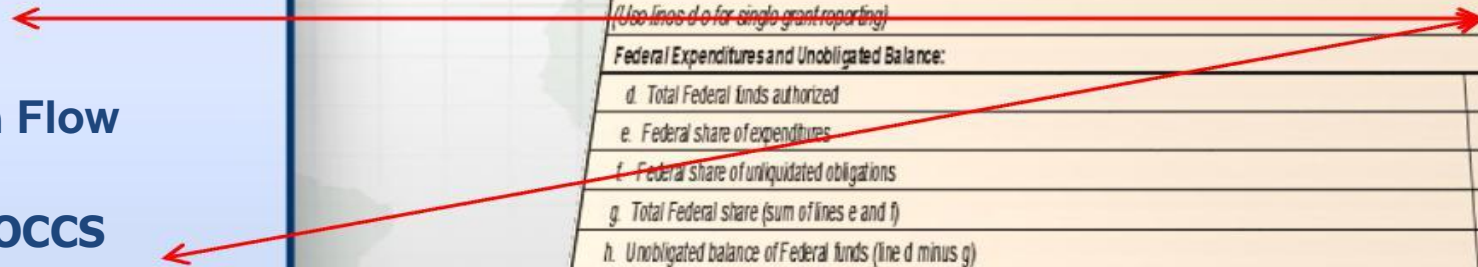 Flow
OCCS
(Use lines d-o for single grant reporting)
Federal Expenditures and Unobligated Balance:
d. Total Federal funds authorized
e. Federal share of expenditures
f. Federal share of unliquidated obligations
g. Total Federal share (sum of lines e and f)
h. Unobligated balance of Federal funds (line d minus g)